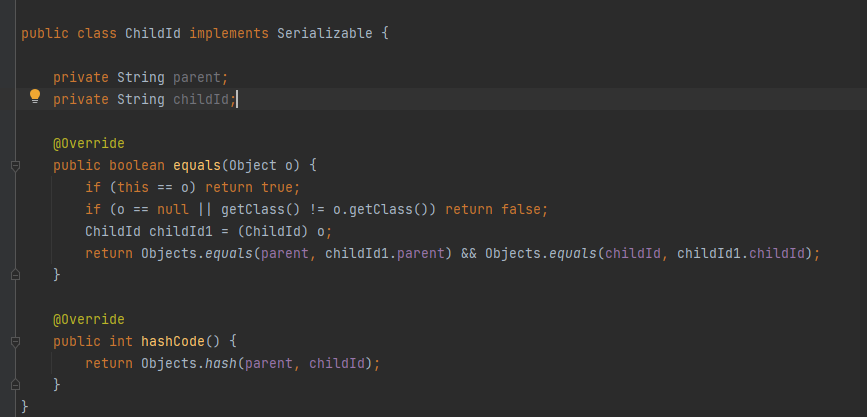 public class ChildId implements Serializable {
private String parent;
private String childId;
@Override
public boolean equals(Object o) {
if (this == o) return true;
if (o == null || getClass() != o.getClass()) return false;
ChildId childId1 = (ChildId) o;
return Objects.equals(parent, childId1.parent) && Objects.equals(childId, childId1.childId);
}
@Override
public int hashCode() {
return Objects.hash(parent, childId);
}
}